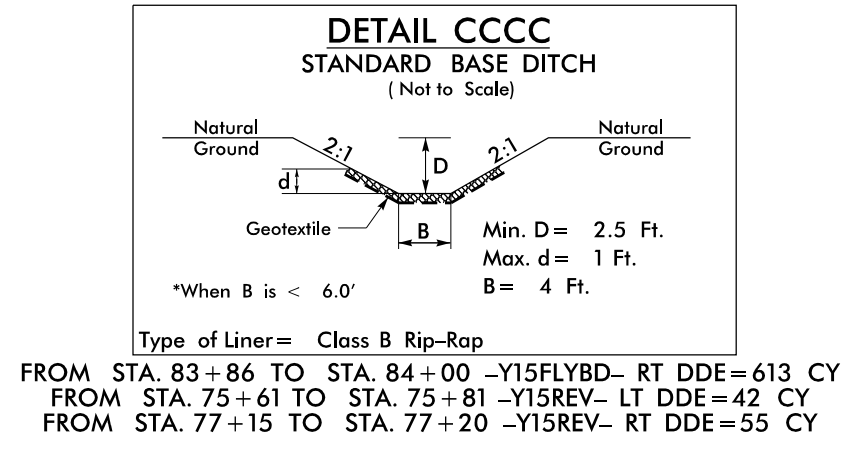 DETAIL CCCC
STANDARD BASE DITCH
( Not to Scale)
Natural
Ground
2:1
D
2:1
Natural
Ground
d
Geotextile
B
Min. D = 2.5 Ft.
Max. d = 1 Ft.
B = 4 Ft.
*When B is < 6.0'
Type of Liner = Class B Rip-Rap
FROM STA. 83+86 TO STA. 84+00 -Y15FLYBD- RT DDE=613 CY
FROM STA. 75+61 TO STA. 75+81 -Y15REV- LT DDE=42 CY
FROM STA. 77+15 TO STA. 77+20 -Y15REV- RT DDE=55 CY